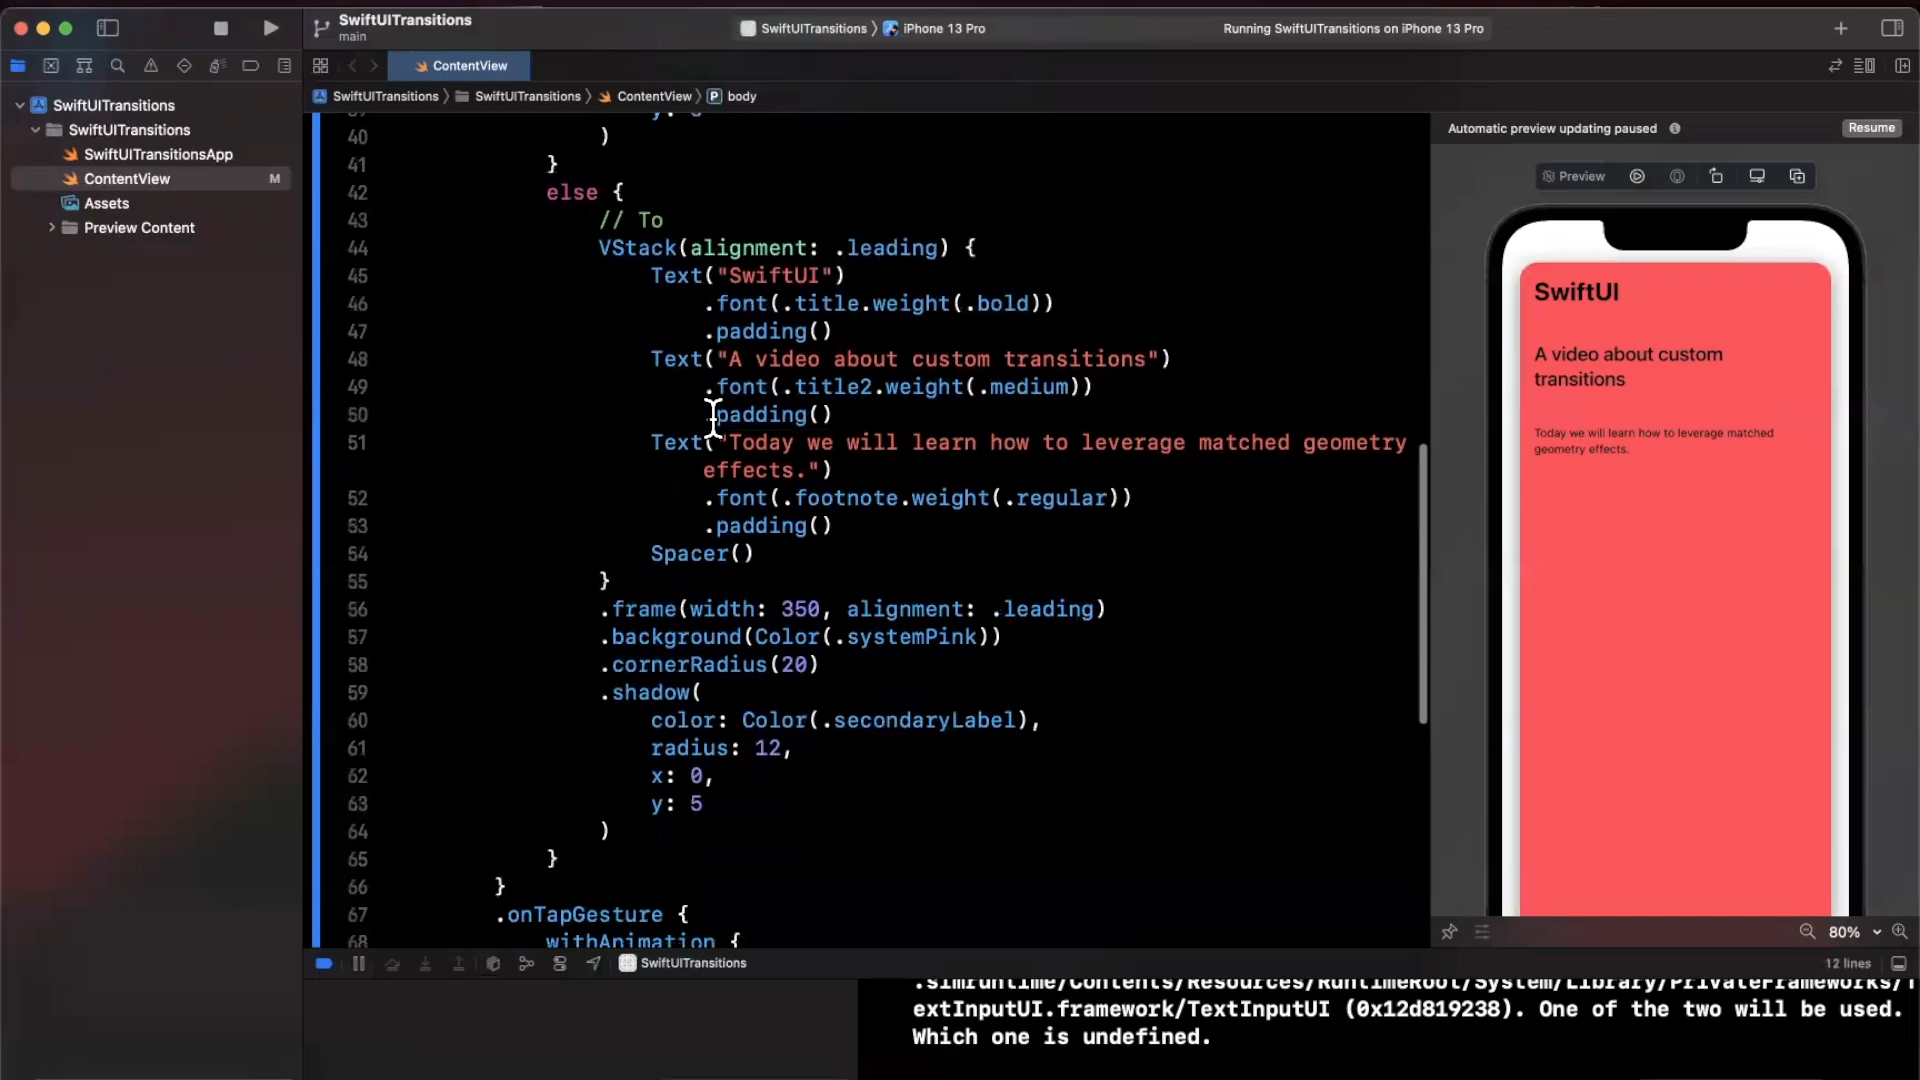 SwiftUITransitions
main
SwiftUITransitions
iPhone 13 Pro
Running SwiftUITransitions on iPhone 13 Pro
ContentView
SwiftUITransitions
SwiftUITransitions
ContentView
P body
SwiftUITransitions
SwiftUITransitions
SwiftUITransitionsApp
ContentView M
Assets
Preview Content
40 )
41 }
42 else {
43 // To
44 VStack(alignment: .leading) {
45 Text("SwiftUI")
46 .font(.title.weight(.bold))
47 .padding()
48 Text("A video about custom transitions")
49 .font(.title2.weight(.medium))
50 .padding()
51 Text("Today we will learn how to leverage matched geometry
effects.")
52 .font(.footnote.weight(.regular))
53 .padding()
54 Spacer()
55 }
56 .frame(width: 350, alignment: .leading)
57 .background(Color(.systemPink))
58 .cornerRadius(20)
59 .shadow(
60 color: Color(.secondaryLabel),
61 radius: 12,
62 x: 0,
63 y: 5
64 )
65 }
66 }
67 .onTapGesture {
68 withAnimation {
Automatic preview updating paused
Resume
Preview
SwiftUI
A video about custom
transitions
Today we will learn how to leverage matched
geometry effects.
80%
SwiftUITransitions
12 lines
.simruntime/Contents/Resources/RuntimeRoot/System/Library/PrivateFrameworks/T
extInputUI.framework/TextInputUI (0x12d819238). One of the two will be used.
Which one is undefined.